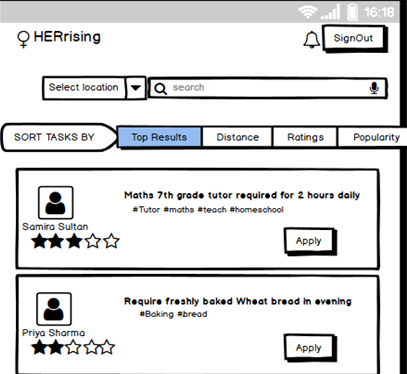 16:18
HERrising
SignOut
Select location
search
SORT TASKS BY
Top Results
Distance
Ratings
Popularity
Maths 7th grade tutor required for 2 hours daily
#Tutor #maths #teach #homeschool
Samira Sultan
Apply
Require freshly baked Wheat bread in evening
#Baking #bread
Priya Sharma
Apply